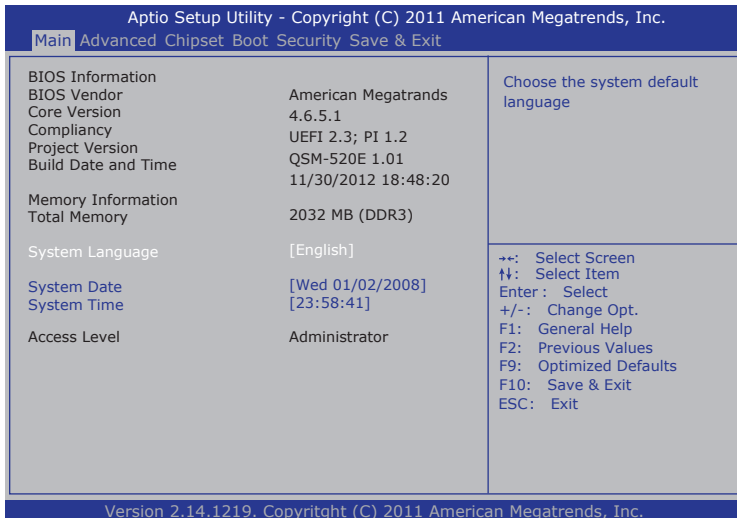 Aptio Setup Utility - Copyright (C) 2011 American Megatrends, Inc.
Main Advanced Chipset Boot Security Save & Exit
BIOS Information
BIOS Vendor American Megatrands
Core Version 4.6.5.1
Compliancy UEFI 2.3; PI 1.2
Project Version QSM-520E 1.01
Build Date and Time 11/30/2012 18:48:20
Memory Information
Total Memory 2032 MB (DDR3)
System Language [English]
System Date [Wed 01/02/2008]
System Time [23:58:41]
Access Level Administrator
Choose the system default
language
→←: Select Screen
↑↓: Select Item
Enter : Select
+/- : Change Opt.
F1: General Help
F2: Previous Values
F9: Optimized Defaults
F10: Save & Exit
ESC: Exit
Version 2.14.1219. Copyritght (C) 2011 American Megatrends, Inc.